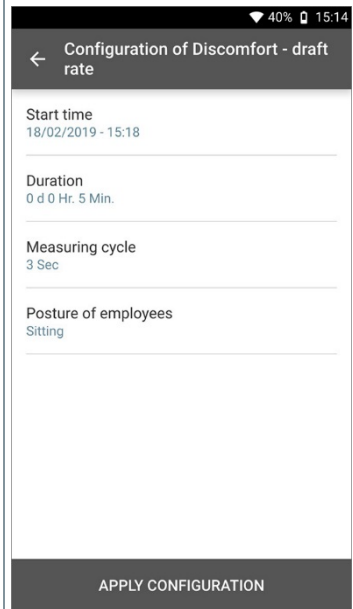 40% 15:14
Configuration of Discomfort - draft
rate
Start time
18/02/2019 - 15:18
Duration
0 d 0 Hr. 5 Min.
Measuring cycle
3 Sec
Posture of employees
Sitting
APPLY CONFIGURATION